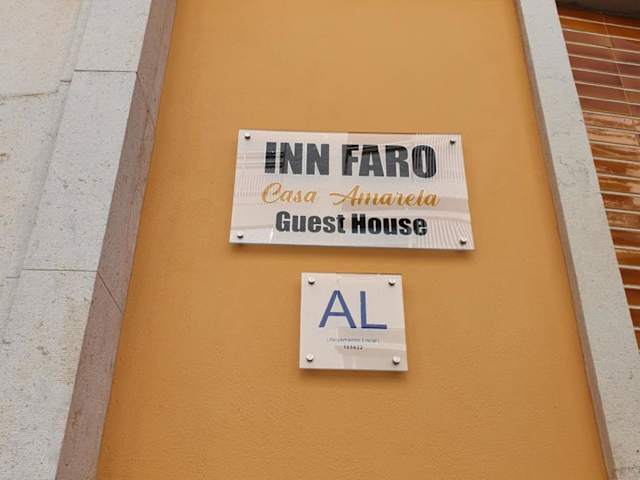 INN FARO
Casa Amarela
Guest House
AL